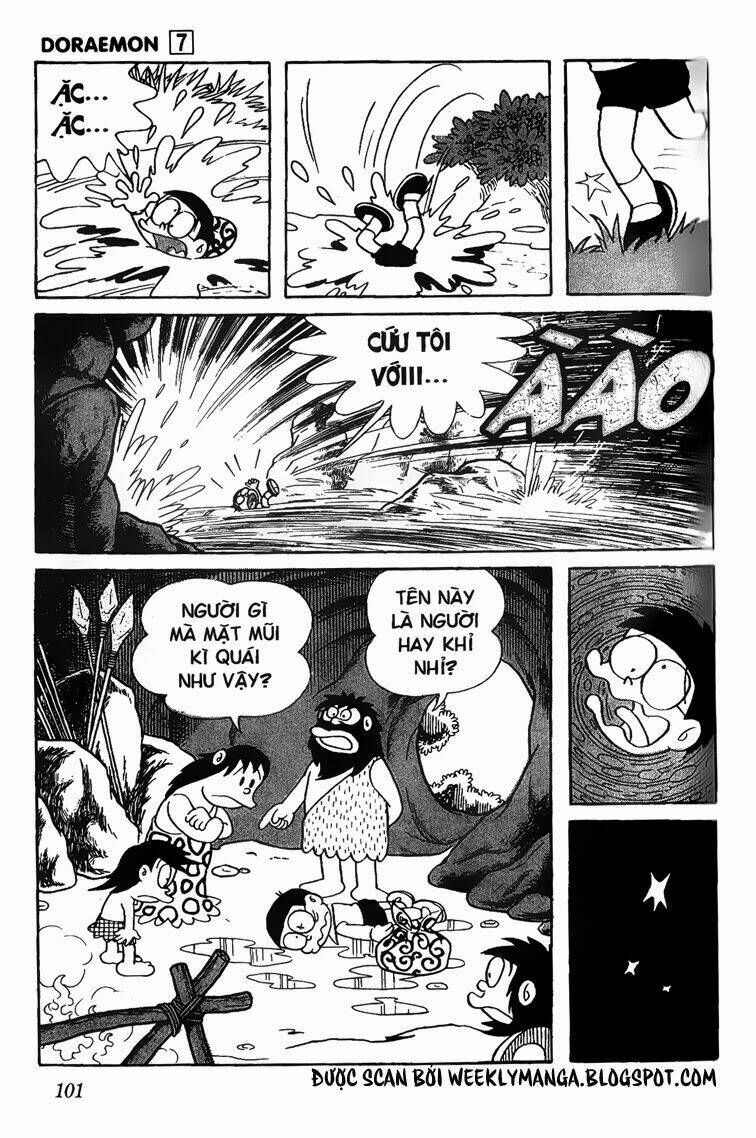 DORAEMON 7
ẶC...
ẶC...
ÀÀO
CỨU TÔI
VỚIII...
TÊN NÀY
LÀ NGƯỜI
HAY KHỈ
NHỈ?
NGƯỜI GÌ
MÀ MẶT MŨI
KÌ QUÁI
NHƯ VẬY?
101
ĐƯỢC SCAN BỞI WEEKLYMANGA.BLOGSPOT.COM